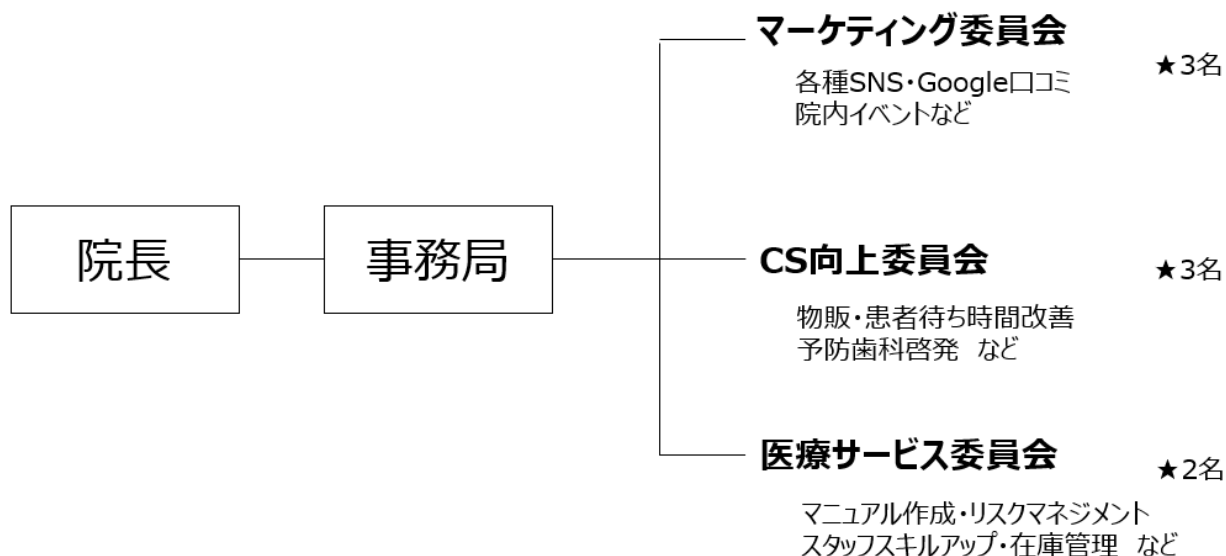 マーケティング委員会
★3名
各種SNS・Google口コミ
院内イベントなど
院長
事務局
CS向上委員会
★3名
物販・患者待ち時間改善
予防歯科啓発 など
医療サービス委員会
★2名
マニュアル作成・リスクマネジメント
スタッフスキルアップ・在庫管理 など